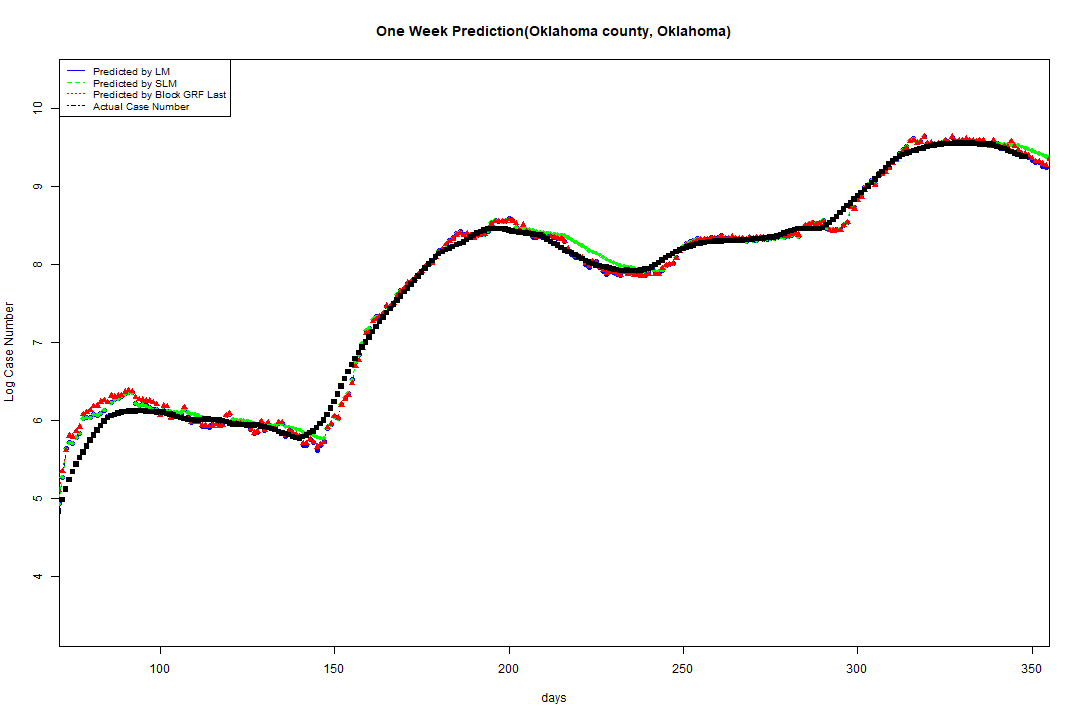 One Week Prediction(Oklahoma county, Oklahoma)
Predicted by LM
Predicted by SLM
Predicted by Block GRF Last
Actual Case Number
10
9
8
7
6
5
4
Log Case Number
100 150 200 250 300 350
days